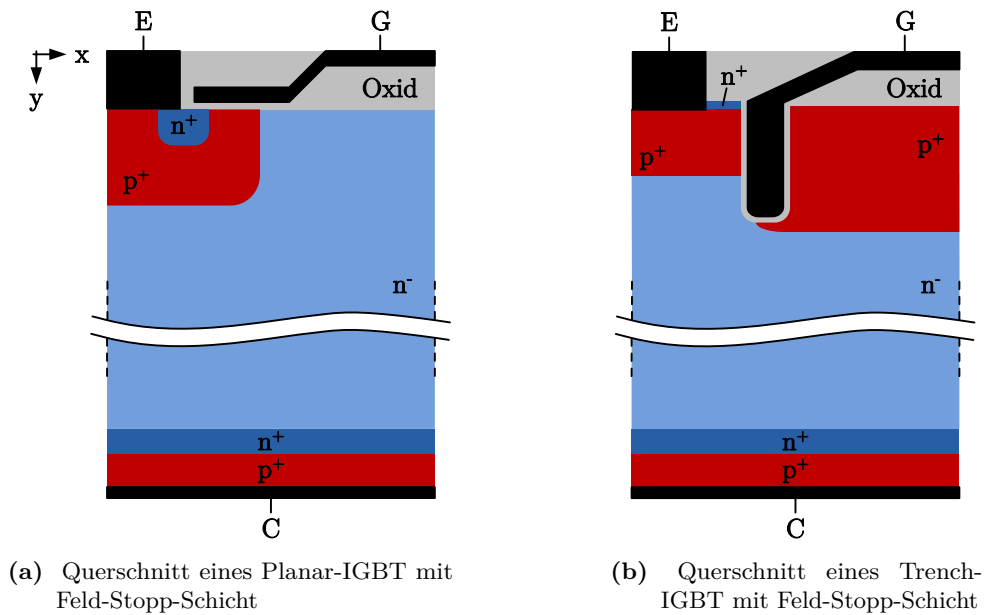 E
G
x
y
Oxid
n+
p+
n-
n+
p+
C
(a) Querschnitt eines Planar-IGBT mit
Feld-Stopp-Schicht
E
G
n+
Oxid
p+
p+
n-
n+
p+
C
(b) Querschnitt eines Trench-
IGBT mit Feld-Stopp-Schicht